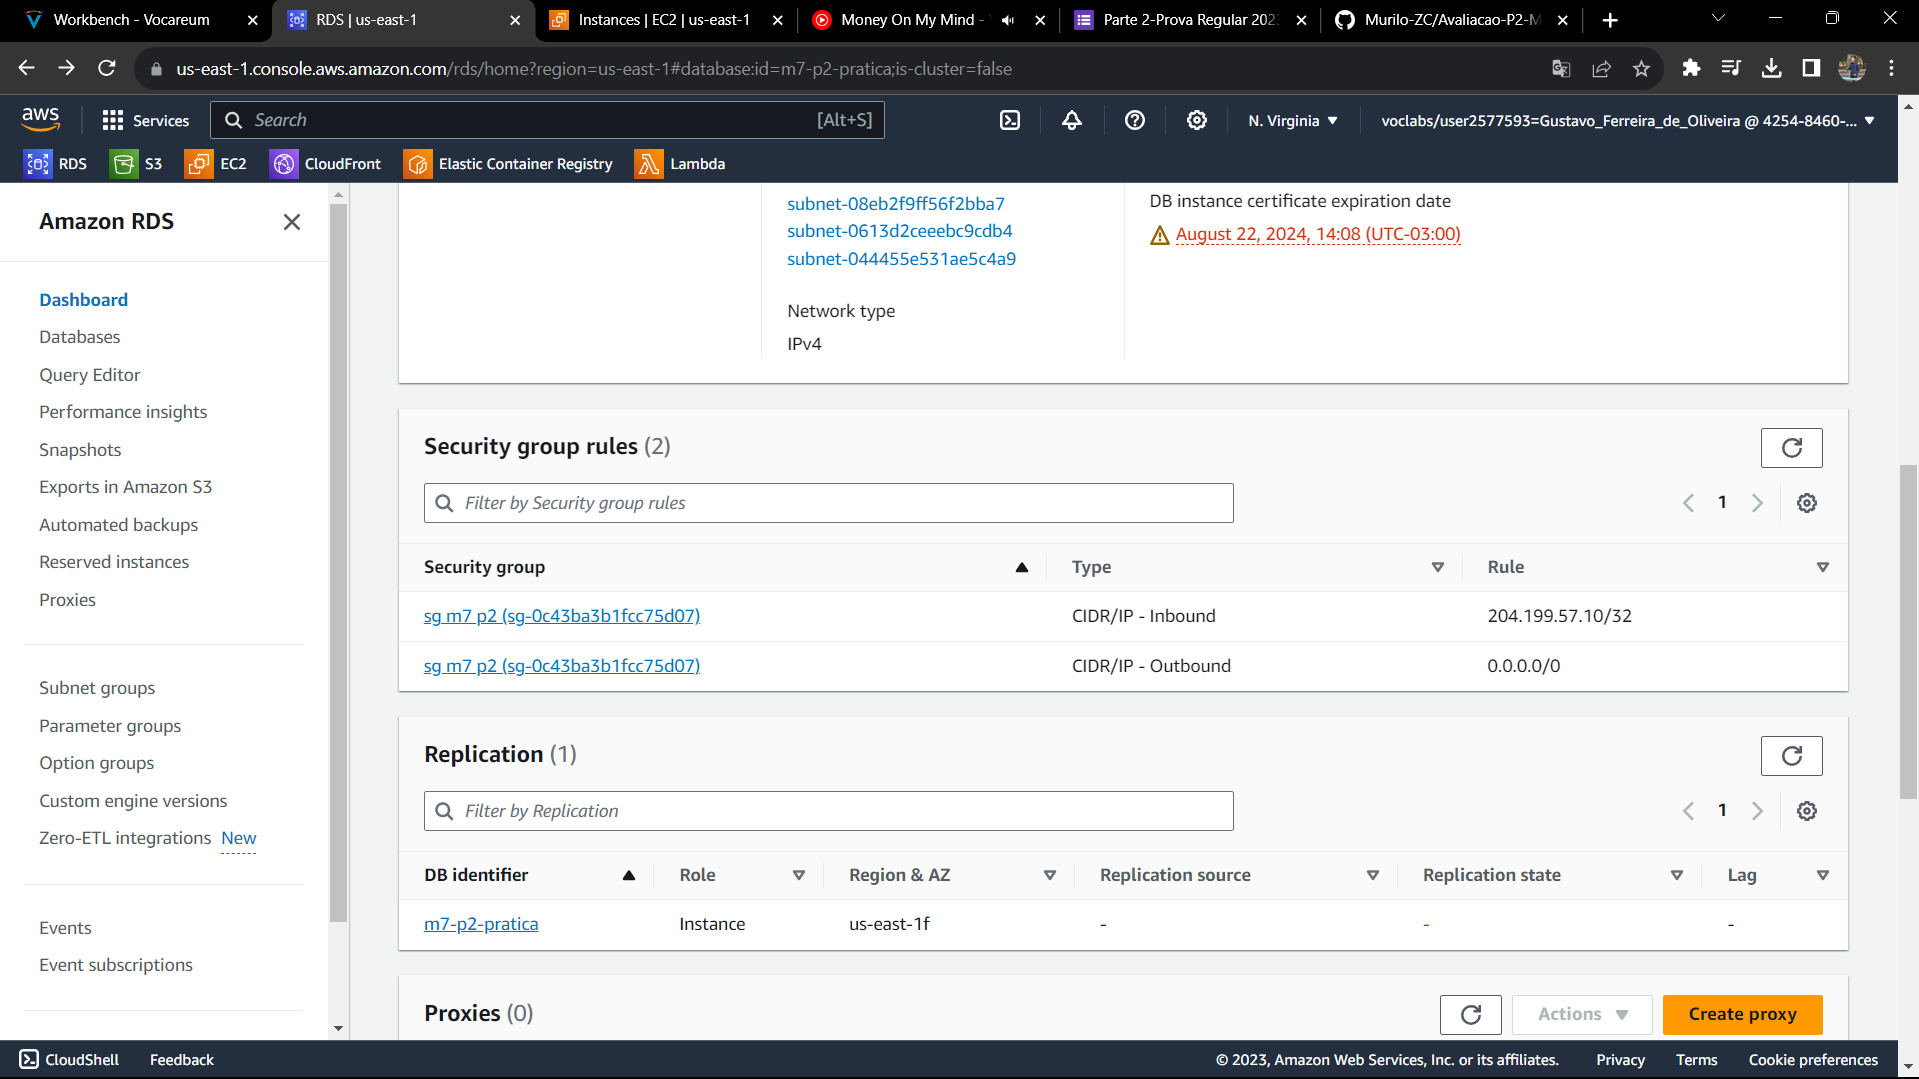 Workbench - Vocareum
RDS | us-east-1
Instances | EC2 | us-east-1
Money On My Mind -
Parte 2-Prova Regular 202
Murilo-ZC/Avaliacao-P2-M
us-east-1.console.aws.amazon.com/rds/home?region=us-east-1#database:id=m7-p2-pratica;is-cluster=false
aws
Services
Search
[Alt+S]
N. Virginia
voclabs/user2577593=Gustavo_Ferreira_de_Oliveira @ 4254-8460-...
RDS
S3
EC2
CloudFront
Elastic Container Registry
Lambda
Amazon RDS
Dashboard
Databases
Query Editor
Performance insights
Snapshots
Exports in Amazon S3
Automated backups
Reserved instances
Proxies
Subnet groups
Parameter groups
Option groups
Custom engine versions
Zero-ETL integrations New
Events
Event subscriptions
subnet-08eb2f9ff56f2bba7
subnet-0613d2ceeebc9cdb4
subnet-044455e531ae5c4a9
Network type
IPv4
DB instance certificate expiration date
August 22, 2024, 14:08 (UTC-03:00)
Security group rules (2)
Filter by Security group rules
1
Security group Type Rule
sg m7 p2 (sg-0c43ba3b1fcc75d07) CIDR/IP - Inbound 204.199.57.10/32
sg m7 p2 (sg-0c43ba3b1fcc75d07) CIDR/IP - Outbound 0.0.0.0/0
Replication (1)
Filter by Replication
1
DB identifier Role Region & AZ Replication source Replication state Lag
m7-p2-pratica Instance us-east-1f - - -
Proxies (0)
Actions
Create proxy
CloudShell
Feedback
© 2023, Amazon Web Services, Inc. or its affiliates.
Privacy
Terms
Cookie preferences